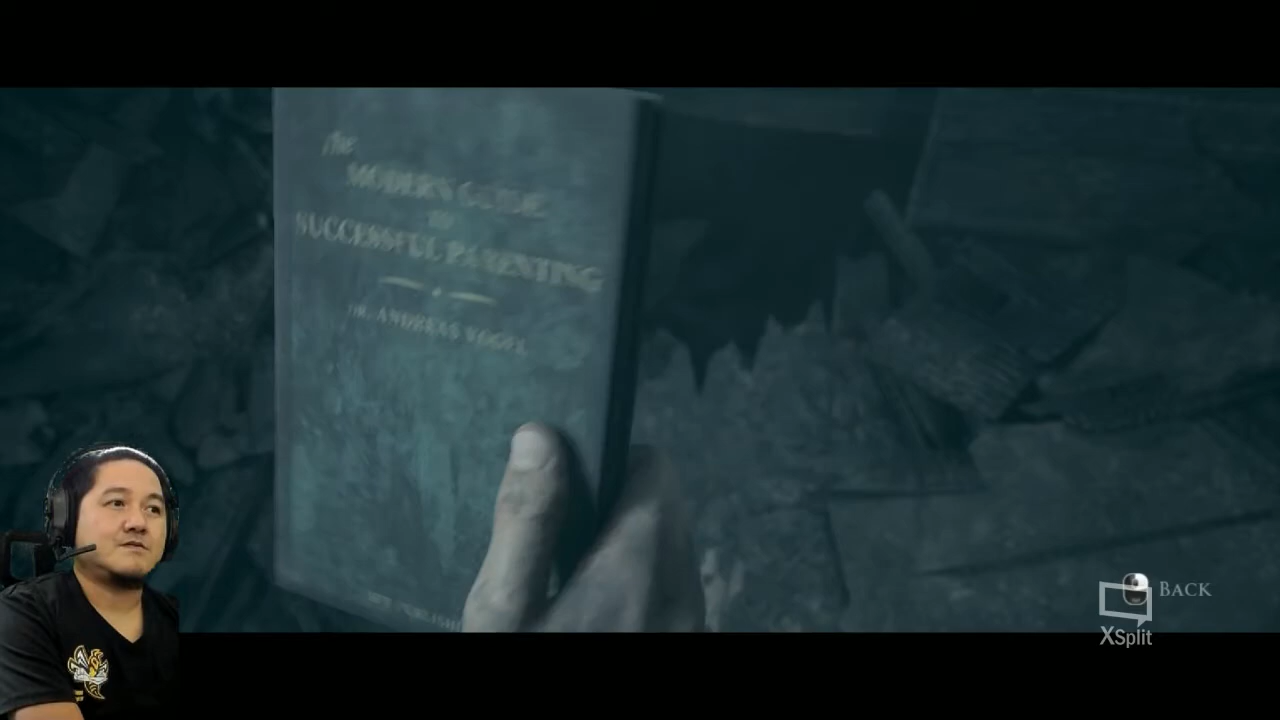 The
MODERN GUIDE
TO
SUCCESSFUL PARENTING
DR. ANDREAS VOGEL
BACK
XSplit